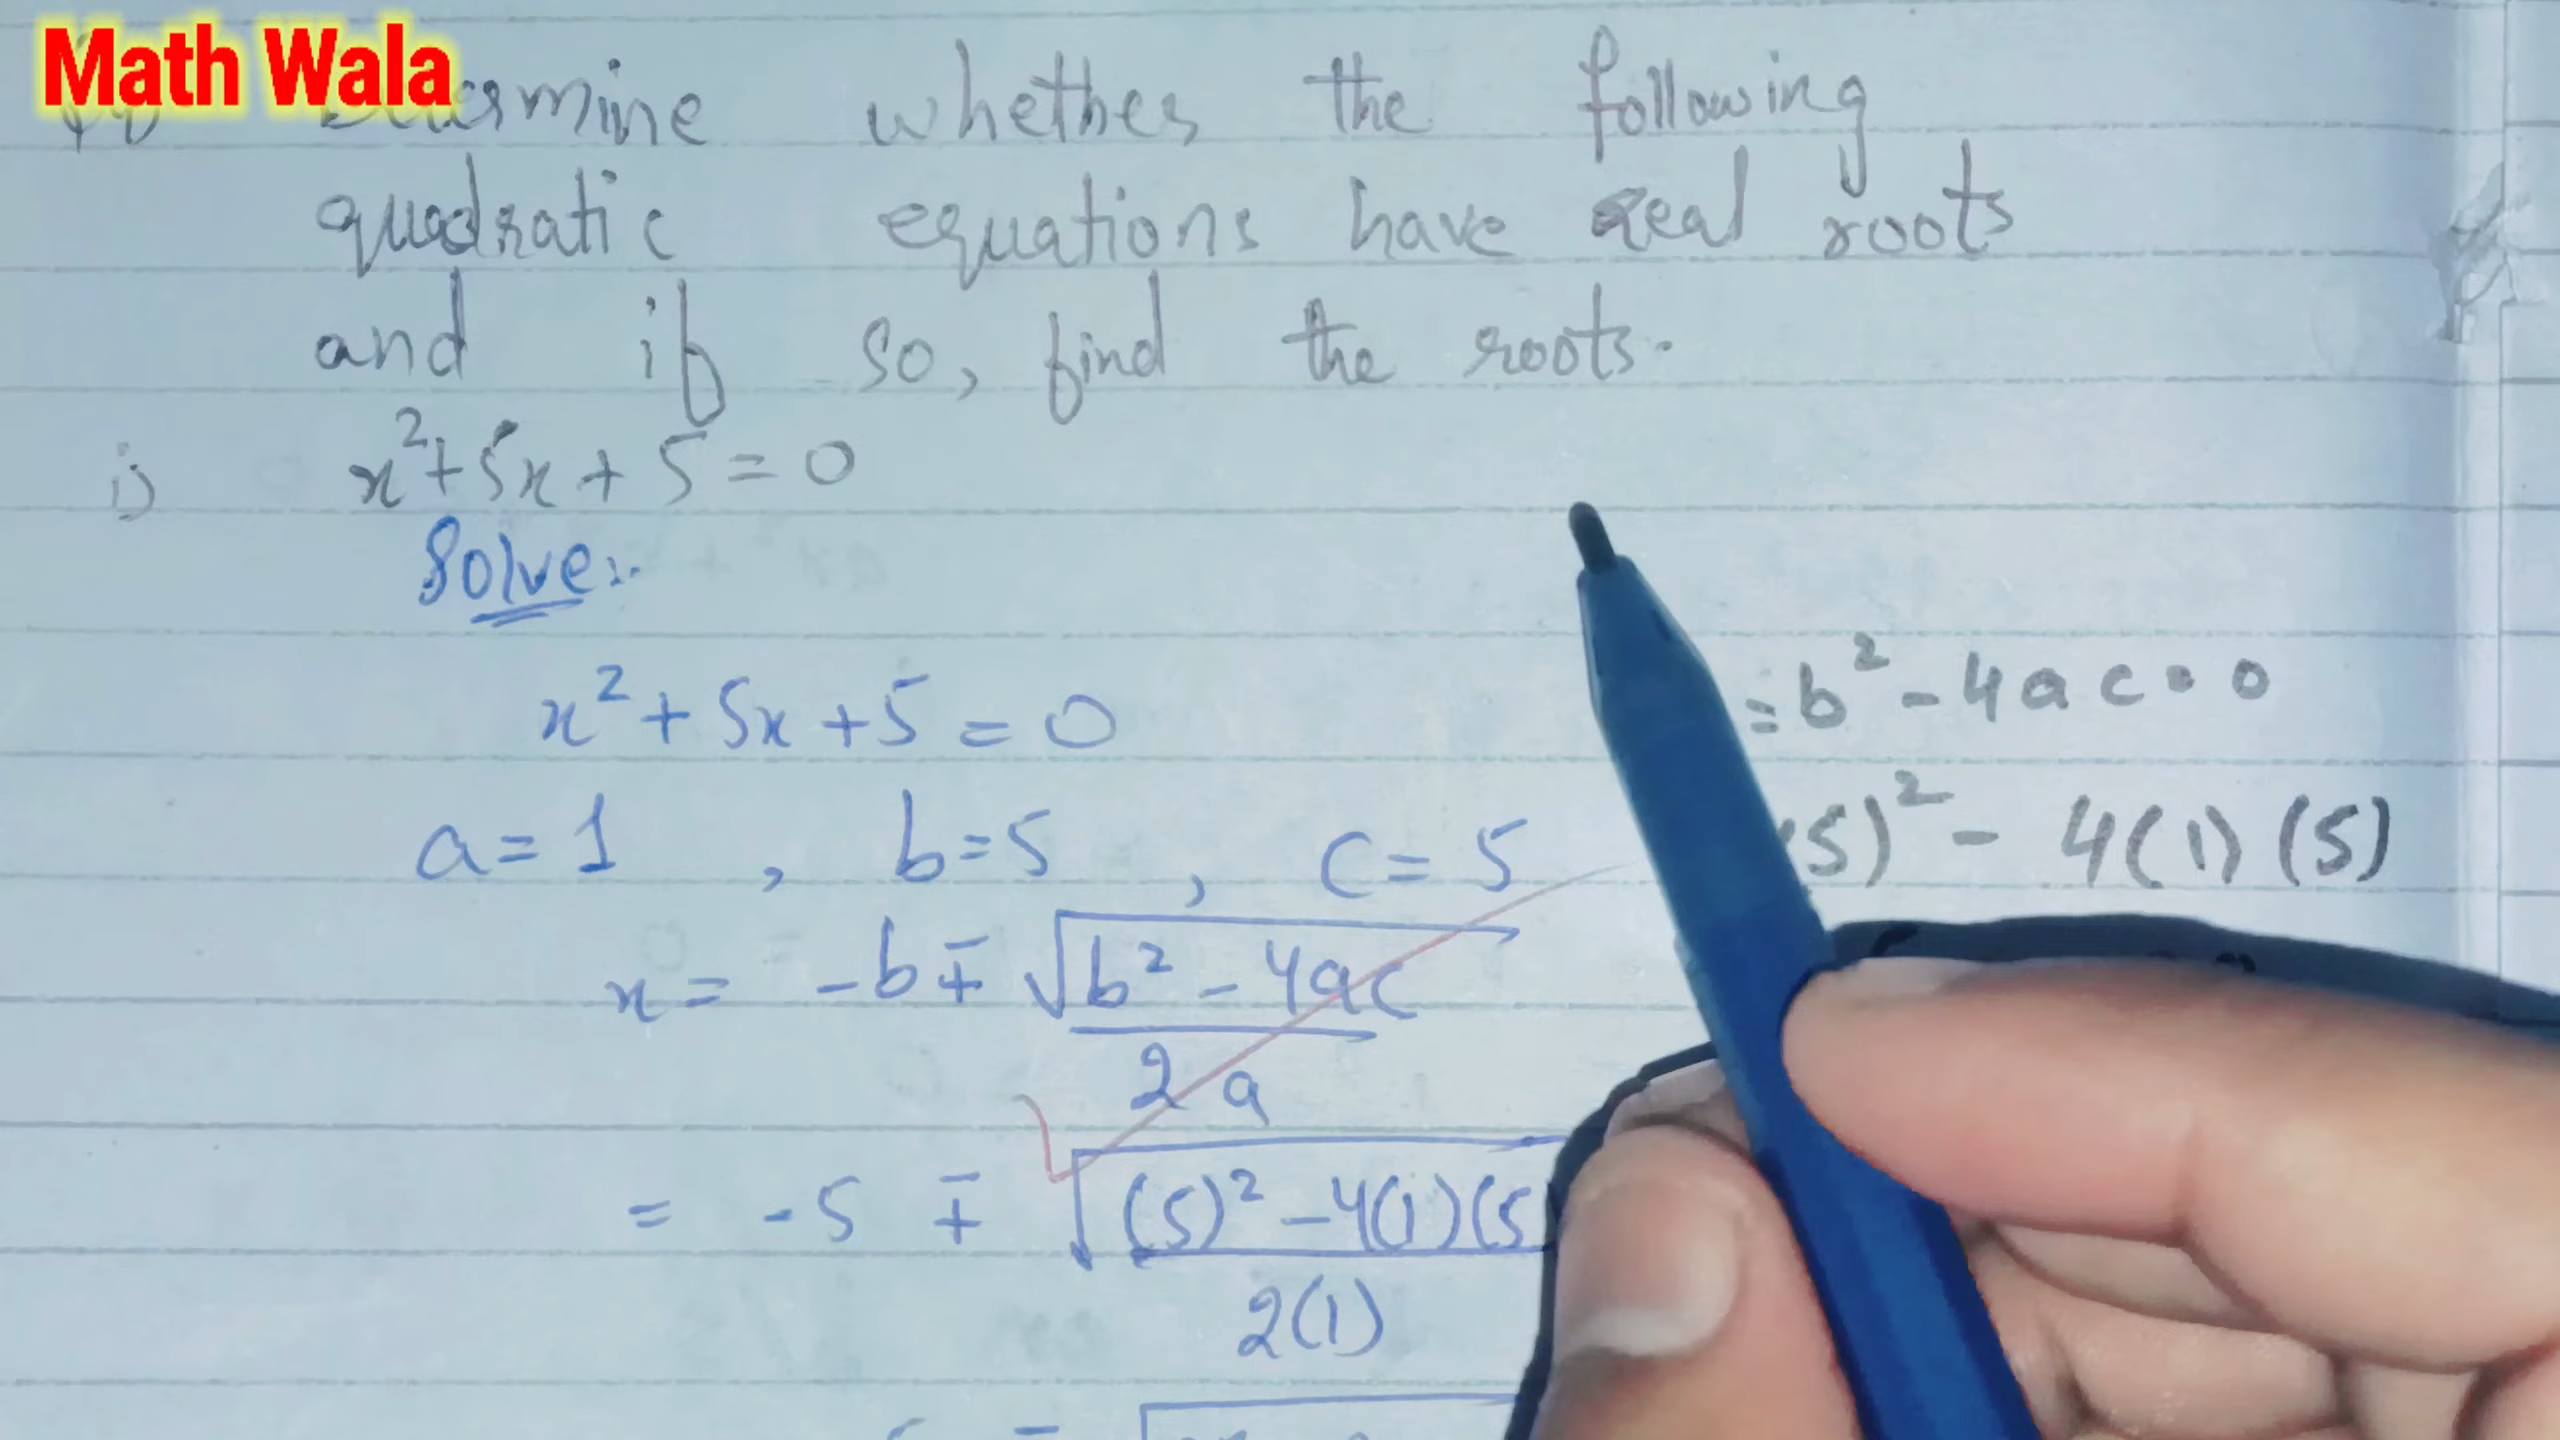 Math Wala
whether the following
quadratic equations have real roots
and if so, find the roots.
i) x²+5x+5=0
Solve:.
x²+5x+5=0
=b²-4ac=0
a=1 , b=5 , c=5
(5)²-4(1)(5)
x= -b∓√b²-4ac
2a
= -5 ∓ √(5)²-4(1)(5
2(1)